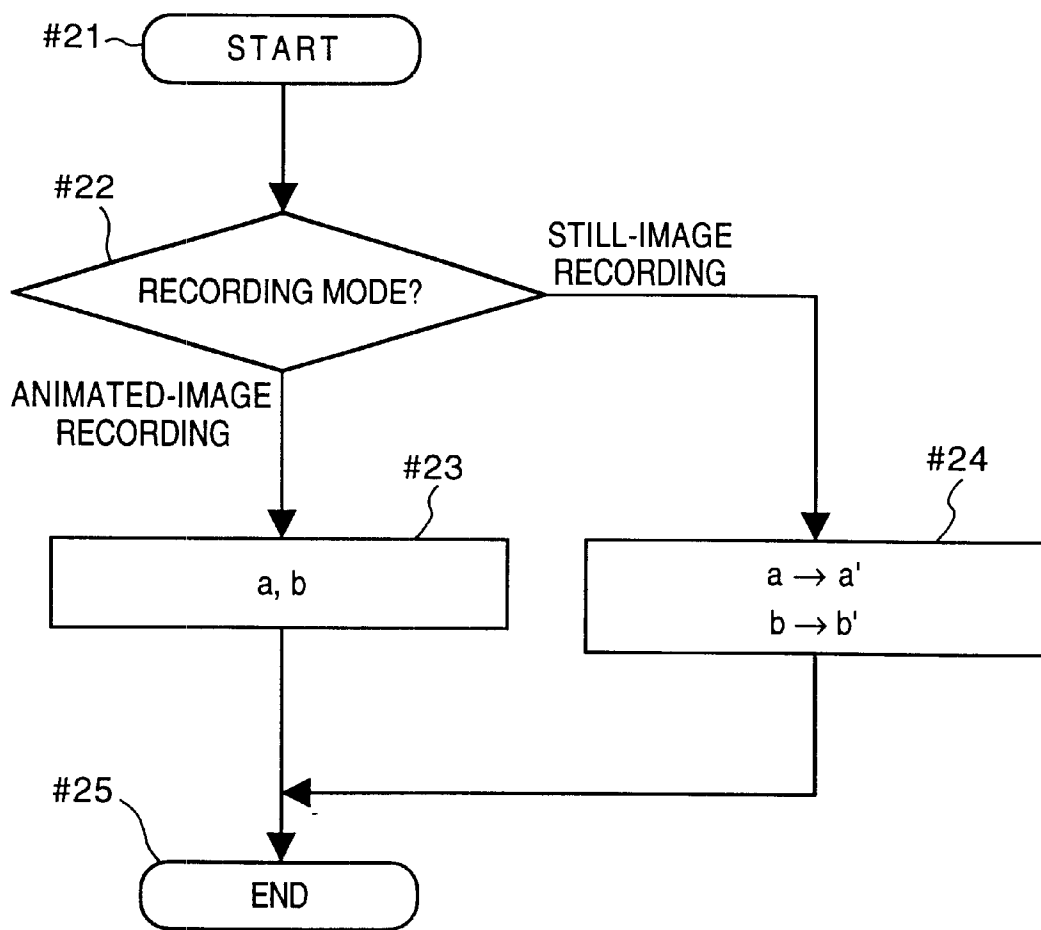 #21
START
#22
RECORDING MODE?
STILL-IMAGE
RECORDING
ANIMATED-IMAGE
RECORDING
#23
a, b
#24
a → a'
b → b'
#25
END